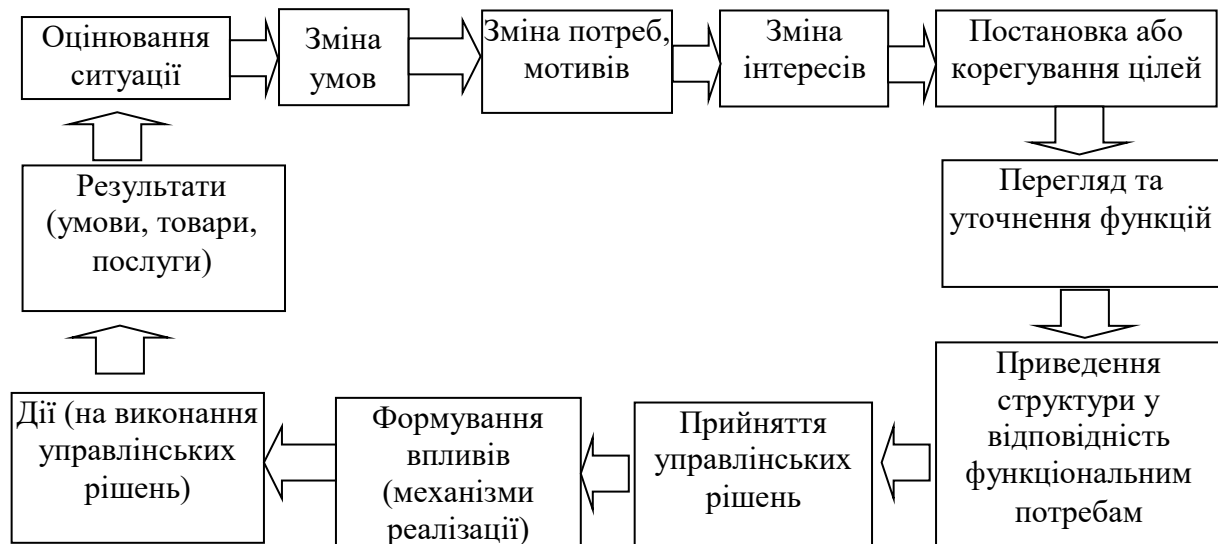 Оцінювання
ситуації
Зміна
умов
Зміна потреб,
мотивів
Зміна
інтересів
Постановка або
корегування цілей
Перегляд та
уточнення функцій
Приведення
структури у
відповідність
функціональним
потребам
Прийняття
управлінських
рішень
Формування
впливів
(механізми
реалізації)
Дії (на виконання
управлінських
рішень)
Результати
(умови, товари,
послуги)